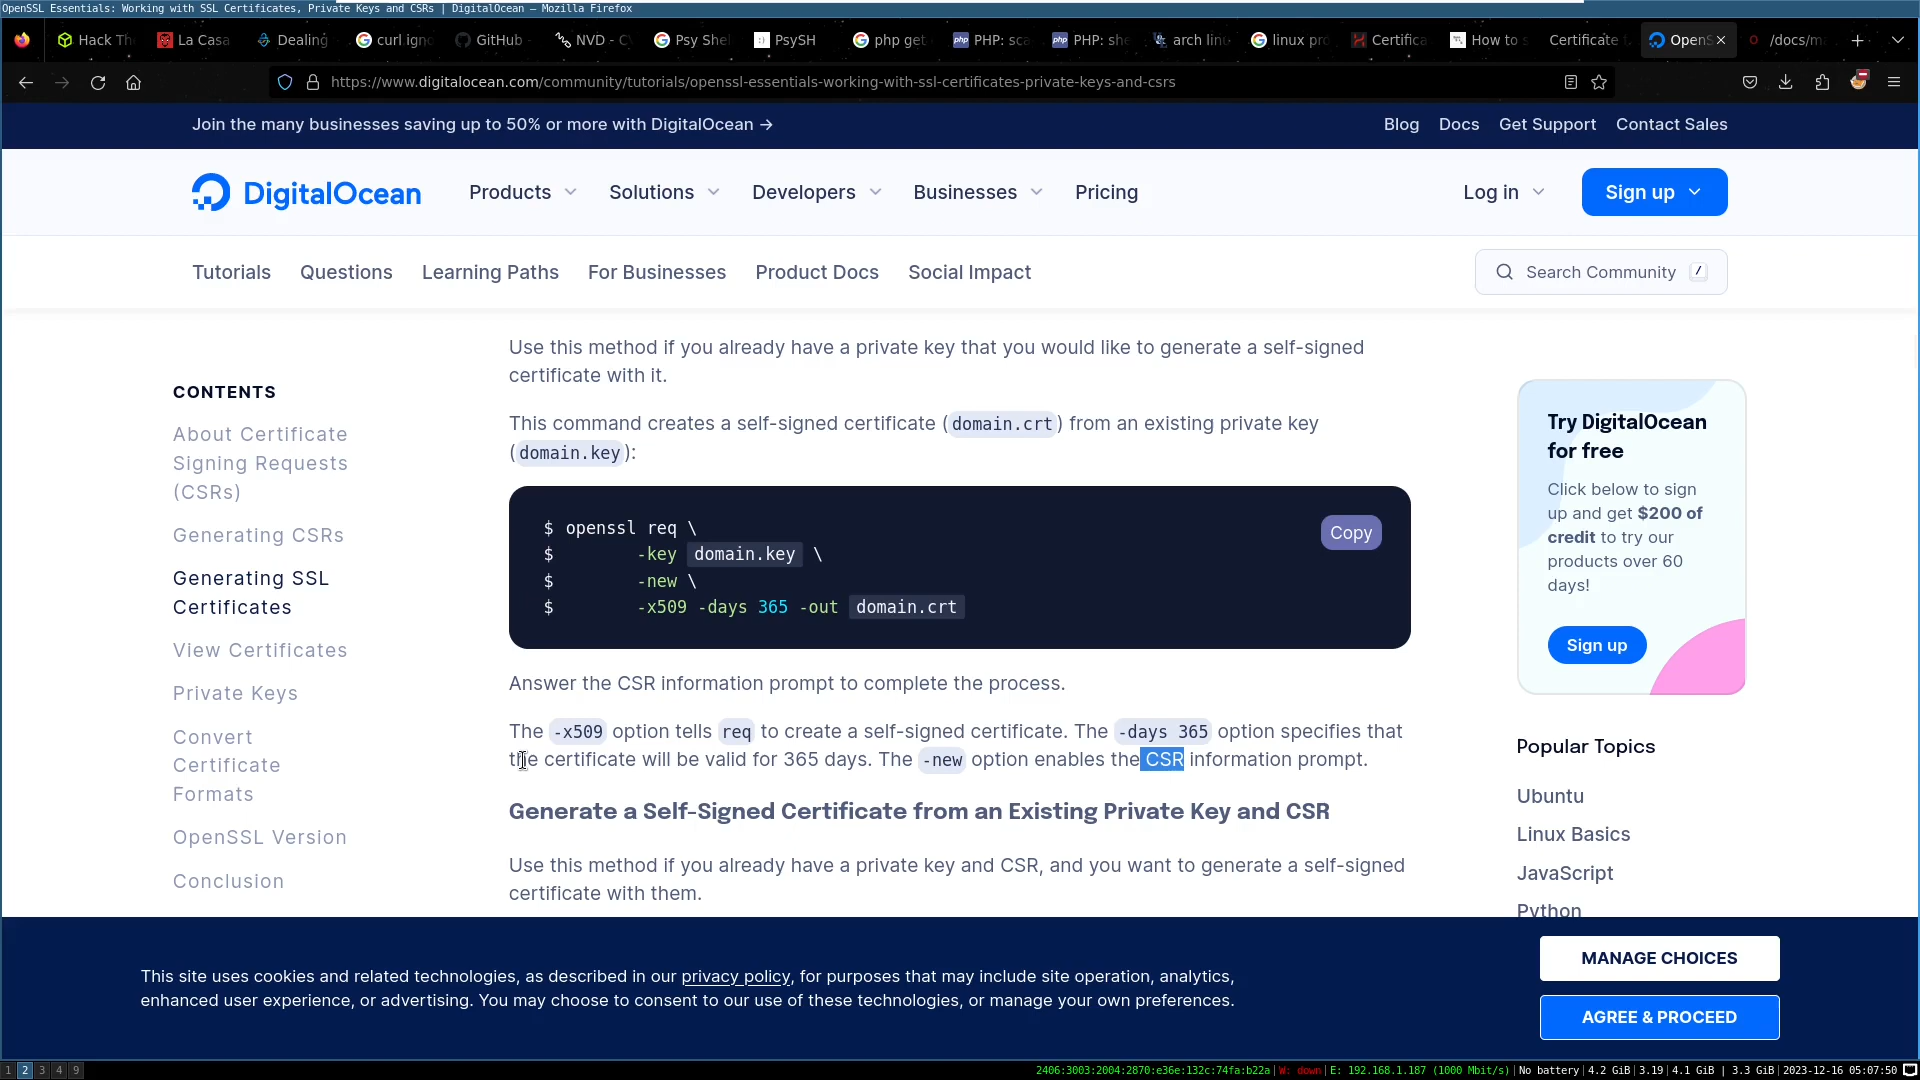 OpenSSL Essentials: Working with SSL Certificates, Private Keys and CSRs | DigitalOcean — Mozilla Firefox
Hack Th
La Casa
Dealing
curl ign
GitHub -
NVD - C
Psy She
PsySH
php get
PHP: sca
PHP: she
arch linu
linux pro
Certifica
How to s
Certificate
OpenS
/docs/m
https://www.digitalocean.com/community/tutorials/openssl-essentials-working-with-ssl-certificates-private-keys-and-csrs
Join the many businesses saving up to 50% or more with DigitalOcean →
Blog Docs Get Support Contact Sales
DigitalOcean
Products Solutions Developers Businesses Pricing
Log in
Sign up
Tutorials Questions Learning Paths For Businesses Product Docs Social Impact
Search Community /
CONTENTS
About Certificate
Signing Requests
(CSRs)
Generating CSRs
Generating SSL
Certificates
View Certificates
Private Keys
Convert
Certificate
Formats
OpenSSL Version
Conclusion
Use this method if you already have a private key that you would like to generate a self-signed
certificate with it.
This command creates a self-signed certificate (domain.crt) from an existing private key
(domain.key):
$ openssl req \
$ -key domain.key \
$ -new \
$ -x509 -days 365 -out domain.crt
Copy
Answer the CSR information prompt to complete the process.
The -x509 option tells req to create a self-signed certificate. The -days 365 option specifies that
the certificate will be valid for 365 days. The -new option enables the CSR information prompt.
Generate a Self-Signed Certificate from an Existing Private Key and CSR
Use this method if you already have a private key and CSR, and you want to generate a self-signed
certificate with them.
Try DigitalOcean
for free
Click below to sign
up and get $200 of
credit to try our
products over 60
days!
Sign up
Popular Topics
Ubuntu
Linux Basics
JavaScript
Python
This site uses cookies and related technologies, as described in our privacy policy, for purposes that may include site operation, analytics,
enhanced user experience, or advertising. You may choose to consent to our use of these technologies, or manage your own preferences.
MANAGE CHOICES
AGREE & PROCEED
1 2 3 4 9
2406:3003:2004:2870:e36e:132c:74fa:b22a | W: down | E: 192.168.1.187 (1000 Mbit/s) | No battery | 4.2 GiB | 3.19 | 4.1 GiB | 3.3 GiB | 2023-12-16 05:07:50